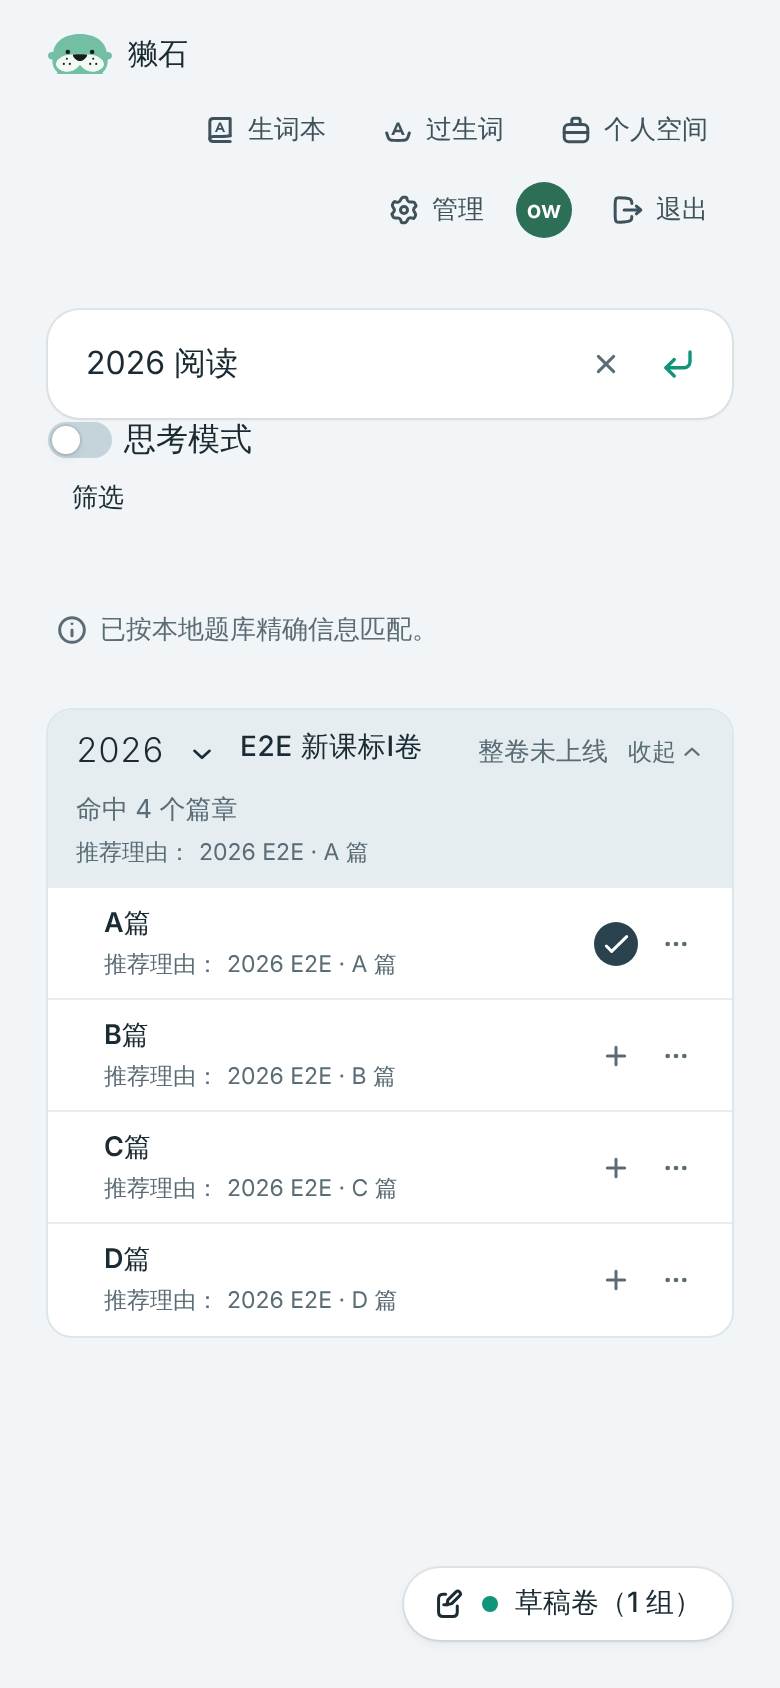 獭石
生词本 过生词 个人空间
管理 ow 退出
2026 阅读
思考模式
筛选
已按本地题库精确信息匹配。
2026 E2E 新课标I卷 整卷未上线 收起
命中 4 个篇章
推荐理由： 2026 E2E · A 篇
A篇
推荐理由： 2026 E2E · A 篇
B篇
推荐理由： 2026 E2E · B 篇
C篇
推荐理由： 2026 E2E · C 篇
D篇
推荐理由： 2026 E2E · D 篇
草稿卷（1 组）